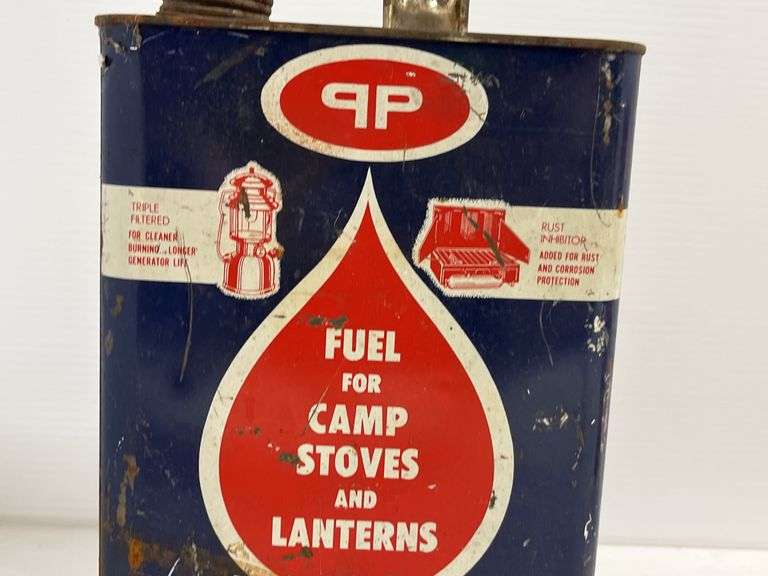 PP
TRIPLE
FILTERED
FOR CLEANER
BURNING... LONGER
GENERATOR LIFE
RUST
INHIBITOR
ADDED FOR RUST
AND CORROSION
PROTECTION
FUEL
FOR
CAMP
STOVES
AND
LANTERNS